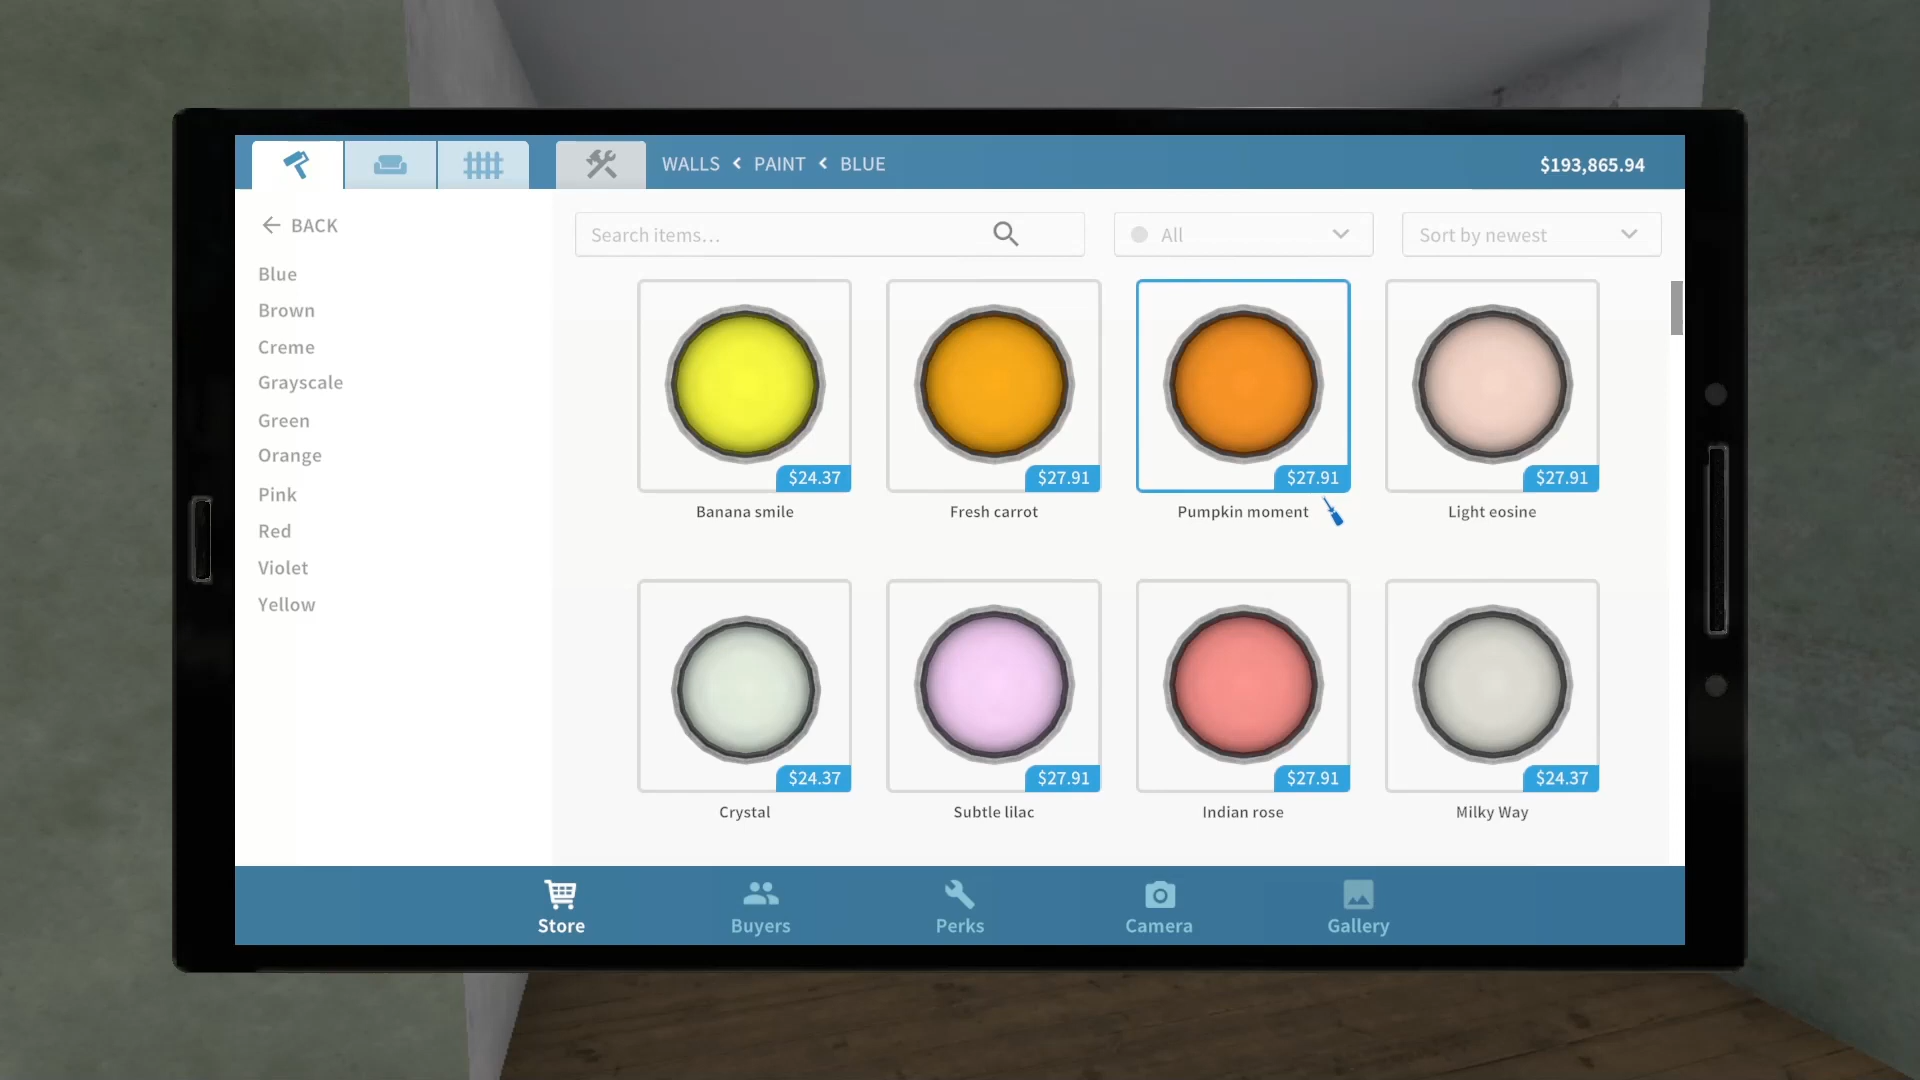 WALLS < PAINT < BLUE
$193,865.94
BACK
Search items...
All
Sort by newest
Blue
Brown
Creme
Grayscale
Green
Orange
Pink
Red
Violet
Yellow
$24.37
$27.91
$27.91
$27.91
Banana smile
Fresh carrot
Pumpkin moment
Light eosine
$24.37
$27.91
$27.91
$24.37
Crystal
Subtle lilac
Indian rose
Milky Way
Store
Buyers
Perks
Camera
Gallery